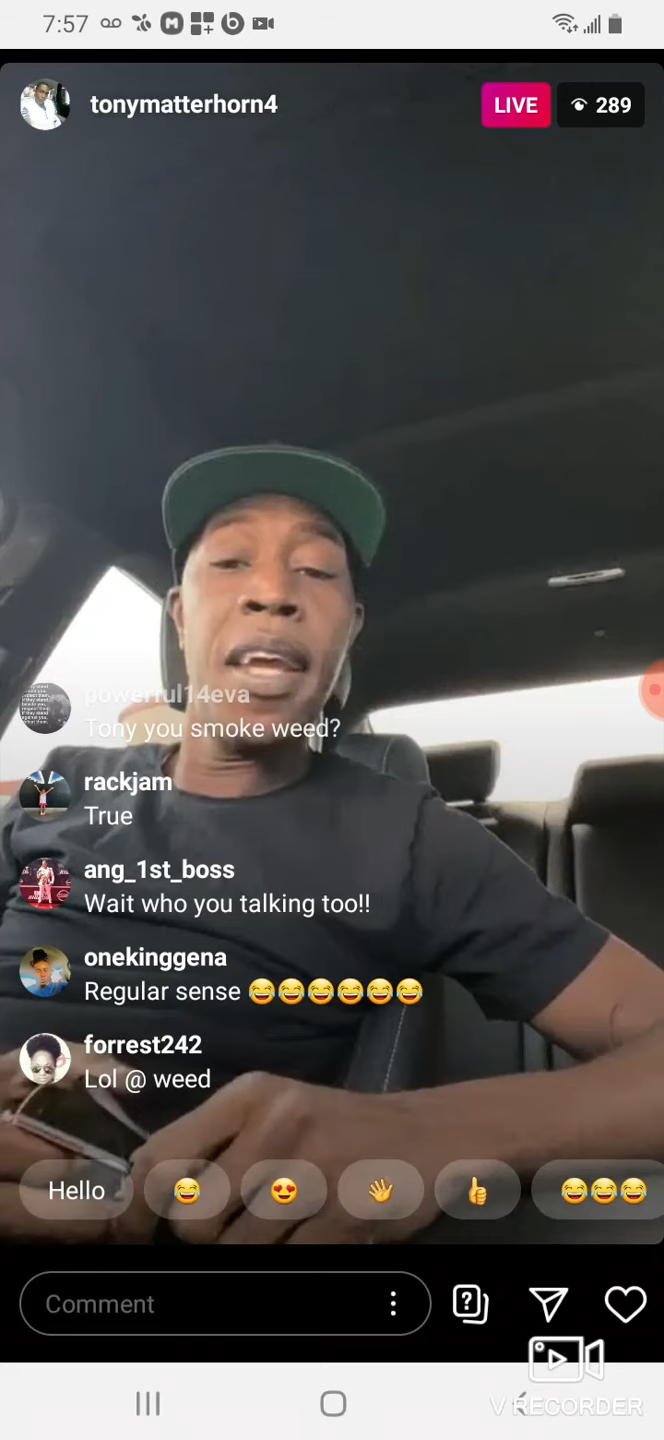 7:57
tonymatterhorn4
LIVE
289
powerful14eva
Tony you smoke weed?
rackjam
True
ang_1st_boss
Wait who you talking too!!
onekinggena
Regular sense 😂😂😂😂😂😂
forrest242
Lol @ weed
Hello 😂 😍 👋 👍 😂😂😂
Comment
V RECORDER